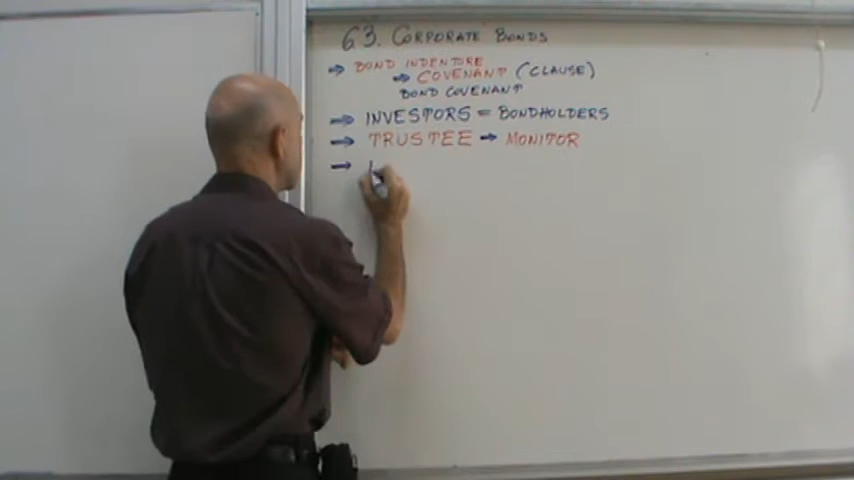 63. CORPORATE BONDS
⇒ BOND INDENTURE
→ COVENANT (CLAUSE)
BOND COVENANT
⇒ INVESTORS = BONDHOLDERS
⇒ TRUSTEE → MONITOR
→